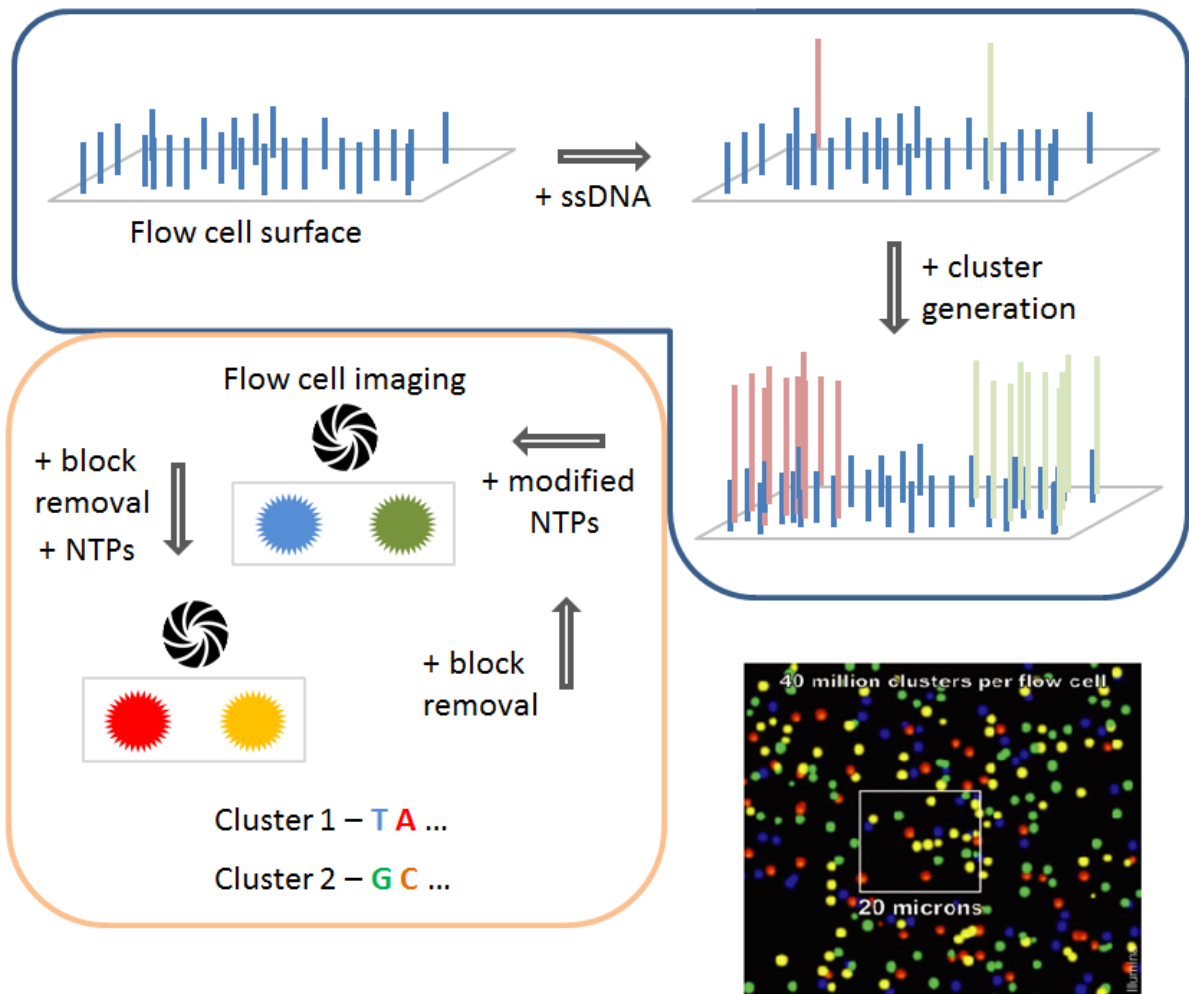 Flow cell surface
+ ssDNA
+ cluster
generation
Flow cell imaging
+ modified
NTPs
+ block
removal
+ NTPs
+ block
removal
Cluster 1 – T A ...
Cluster 2 – G C ...
40 million clusters per flow cell
20 microns
Illumina